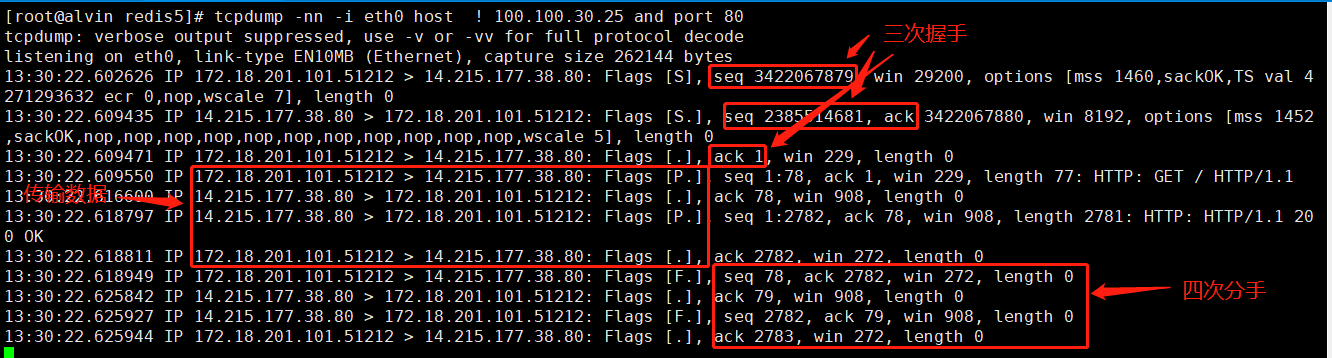 [root@alvin redis5]# tcpdump -nn -i eth0 host  ! 100.100.30.25 and port 80
tcpdump: verbose output suppressed, use -v or -vv for full protocol decode
三次握手
listening on eth0, link-type EN10MB (Ethernet), capture size 262144 bytes
13:30:22.602626 IP 172.18.201.101.51212 > 14.215.177.38.80: Flags [S], seq 3422067879, win 29200, options [mss 1460,sackOK,TS val 4
271293632 ecr 0,nop,wscale 7], length 0
13:30:22.609435 IP 14.215.177.38.80 > 172.18.201.101.51212: Flags [S.], seq 2385514681, ack 3422067880, win 8192, options [mss 1452
,sackOK,nop,nop,nop,nop,nop,nop,nop,nop,nop,nop,nop,wscale 5], length 0
13:30:22.609471 IP 172.18.201.101.51212 > 14.215.177.38.80: Flags [.], ack 1, win 229, length 0
13:30:22.609550 IP 172.18.201.101.51212 > 14.215.177.38.80: Flags [P.], seq 1:78, ack 1, win 229, length 77: HTTP: GET / HTTP/1.1
传输数据
13:30:22.616600 IP 14.215.177.38.80 > 172.18.201.101.51212: Flags [.], ack 78, win 908, length 0
13:30:22.618797 IP 14.215.177.38.80 > 172.18.201.101.51212: Flags [P.], seq 1:2782, ack 78, win 908, length 2781: HTTP: HTTP/1.1 20
0 OK
13:30:22.618811 IP 172.18.201.101.51212 > 14.215.177.38.80: Flags [.], ack 2782, win 272, length 0
13:30:22.618949 IP 172.18.201.101.51212 > 14.215.177.38.80: Flags [F.], seq 78, ack 2782, win 272, length 0
13:30:22.625842 IP 14.215.177.38.80 > 172.18.201.101.51212: Flags [.], ack 79, win 908, length 0
四次分手
13:30:22.625927 IP 14.215.177.38.80 > 172.18.201.101.51212: Flags [F.], seq 2782, ack 79, win 908, length 0
13:30:22.625944 IP 172.18.201.101.51212 > 14.215.177.38.80: Flags [.], ack 2783, win 272, length 0